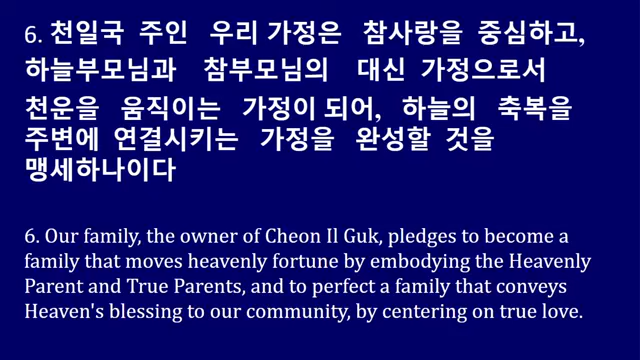 6. 천일국 주인 우리 가정은 참사랑을 중심하고,
하늘부모님과 참부모님의 대신 가정으로서
천운을 움직이는 가정이 되어, 하늘의 축복을
주변에 연결시키는 가정을 완성할 것을
맹세하나이다
6. Our family, the owner of Cheon Il Guk, pledges to become a
family that moves heavenly fortune by embodying the Heavenly
Parent and True Parents, and to perfect a family that conveys
Heaven's blessing to our community, by centering on true love.